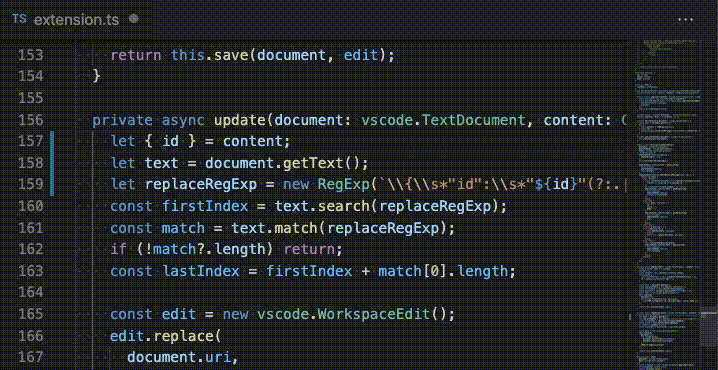 TS extension.ts
153 return this.save(document, edit);
154 }
155
156 private async update(document: vscode.TextDocument, content:
157 let { id } = content;
158 let text = document.getText();
159 let replaceRegExp = new RegExp(`\\{\\s*"id":\\s*"${id}"(?:.
160 const firstIndex = text.search(replaceRegExp);
161 const match = text.match(replaceRegExp);
162 if (!match?.length) return;
163 const lastIndex = firstIndex + match[0].length;
164
165 const edit = new vscode.WorkspaceEdit();
166 edit.replace(
167 document.uri,